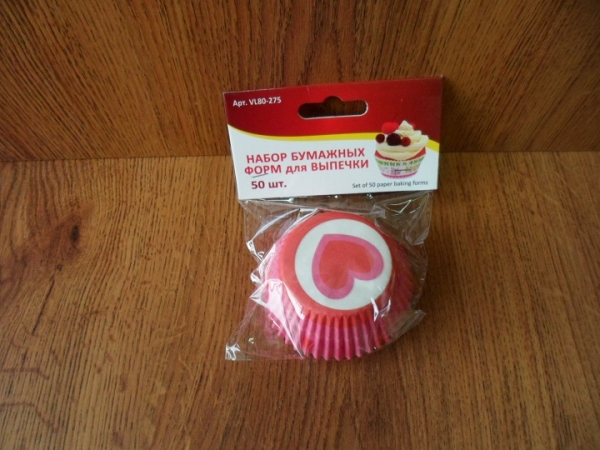 Арт. VL80-275
НАБОР БУМАЖНЫХ
ФОРМ для ВЫПЕЧКИ
50 шт.
Set of 50 paper baking forms